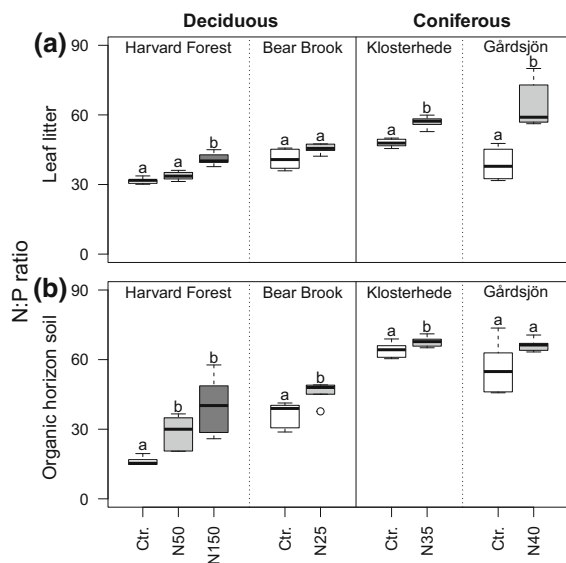 Deciduous Coniferous
(a) Harvard Forest Bear Brook Klosterhede Gårdsjön
90
60
30
0
Leaf litter
a a b a a a b a b
N:P ratio
(b) Harvard Forest Bear Brook Klosterhede Gårdsjön
90
60
30
0
Organic horizon soil
a b b a b a b a a
Ctr. N50 N150 Ctr. N25 Ctr. N35 Ctr. N40